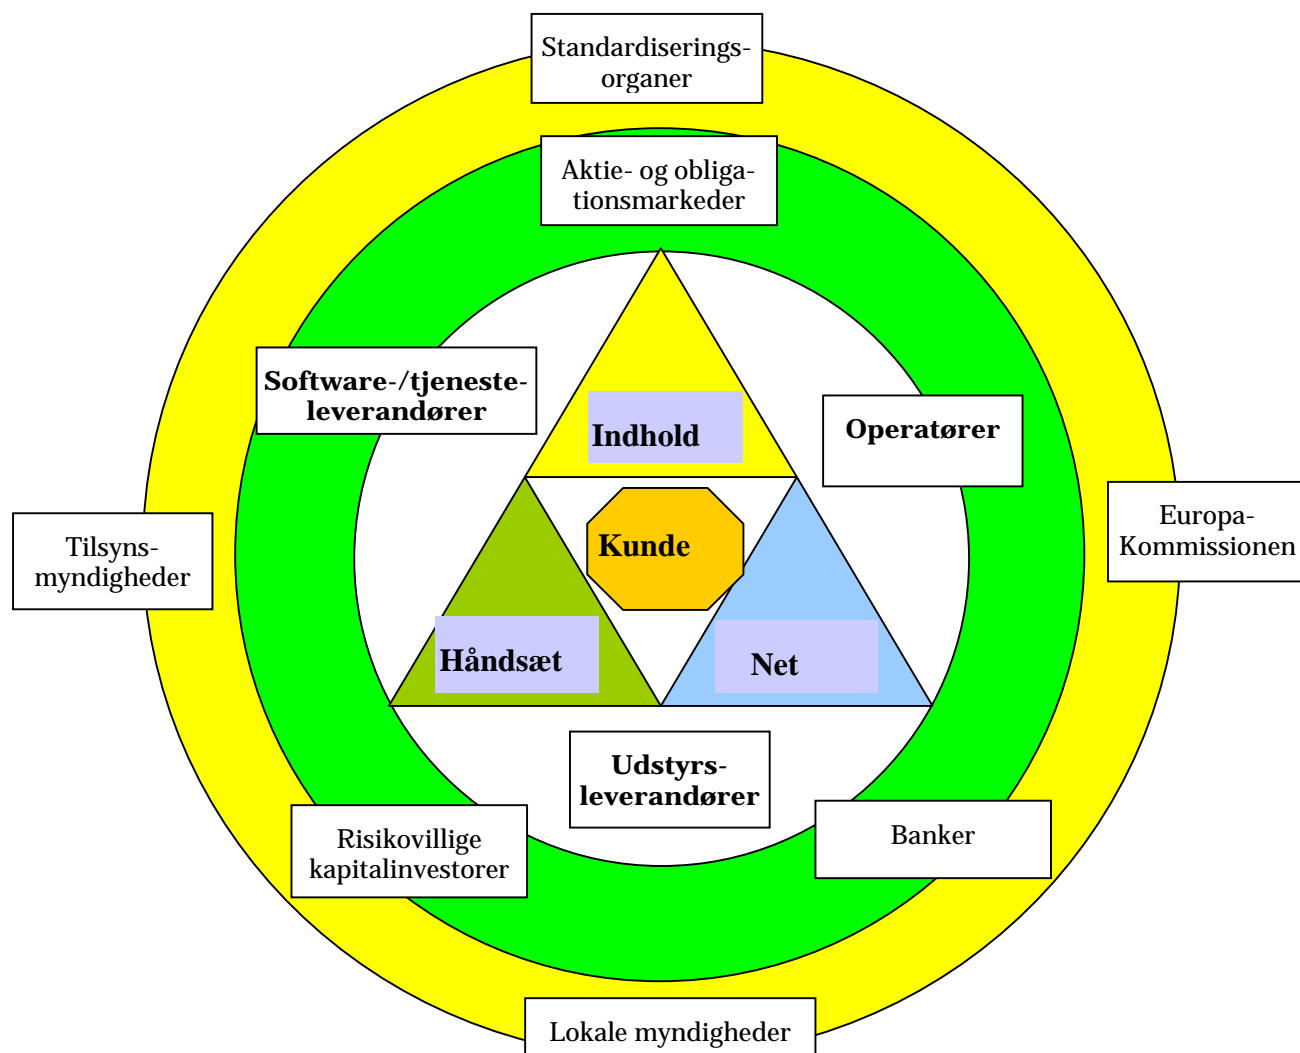 Standardiserings-
organer
Aktie- og obliga-
tionsmarkeder
Software-/tjeneste-
leverandører
Indhold
Operatører
Tilsyns-
myndigheder
Kunde
Europa-
Kommissionen
Håndsæt
Net
Udstyrs-
leverandører
Risikovillige
kapitalinvestorer
Banker
Lokale myndigheder